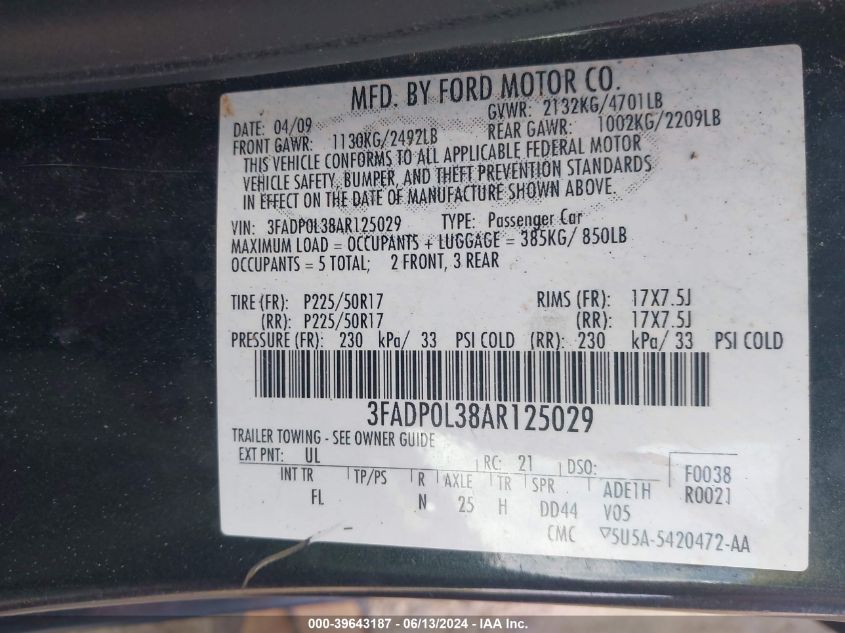 MFD. BY FORD MOTOR CO.
DATE: 04/09 GVWR: 2132KG/4701LB
FRONT GAWR: 1130KG/2492LB REAR GAWR: 1002KG/2209LB
THIS VEHICLE CONFORMS TO ALL APPLICABLE FEDERAL MOTOR
VEHICLE SAFETY, BUMPER, AND THEFT PREVENTION STANDARDS
IN EFFECT ON THE DATE OF MANUFACTURE SHOWN ABOVE.
VIN: 3FADP0L38AR125029 TYPE: Passenger Car
MAXIMUM LOAD = OCCUPANTS + LUGGAGE = 385KG/ 850LB
OCCUPANTS = 5 TOTAL; 2 FRONT, 3 REAR
TIRE (FR): P225/50R17 RIMS (FR): 17X7.5J
(RR): P225/50R17 (RR): 17X7.5J
PRESSURE (FR): 230 kPa/ 33 PSI COLD (RR): 230 kPa/ 33 PSI COLD
3FADP0L38AR125029
TRAILER TOWING - SEE OWNER GUIDE
EXT PNT: UL RC: 21 DSO: F0038
INT TR TP/PS R AXLE TR SPR ADE1H R0021
FL N 25 H DD44 V05
CMC ▽5U5A-5420472-AA
000-39643187 - 06/13/2024 - IAA Inc.